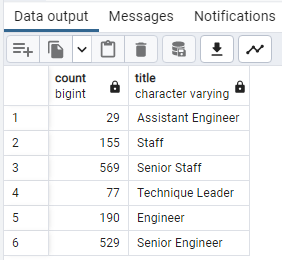 Data output Messages Notifications
count bigint title character varying
1 29 Assistant Engineer
2 155 Staff
3 569 Senior Staff
4 77 Technique Leader
5 190 Engineer
6 529 Senior Engineer